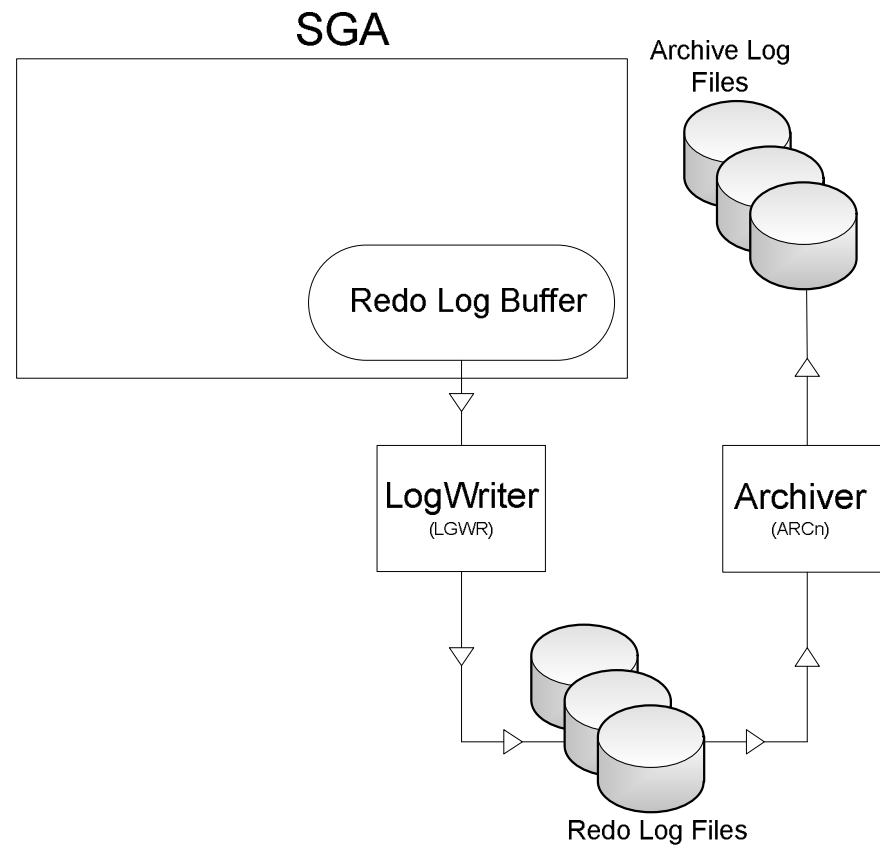 SGA
Archive Log
Files
Redo Log Buffer
LogWriter
(LGWR)
Archiver
(ARCn)
Redo Log Files